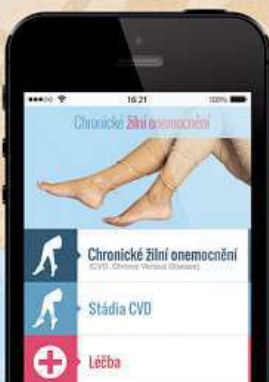 16:21
100%
Chronické žilní onemocnění
Chronické žilní onemocnění
(CVD, Chronic Venous Disease)
Stádia CVD
Léčba